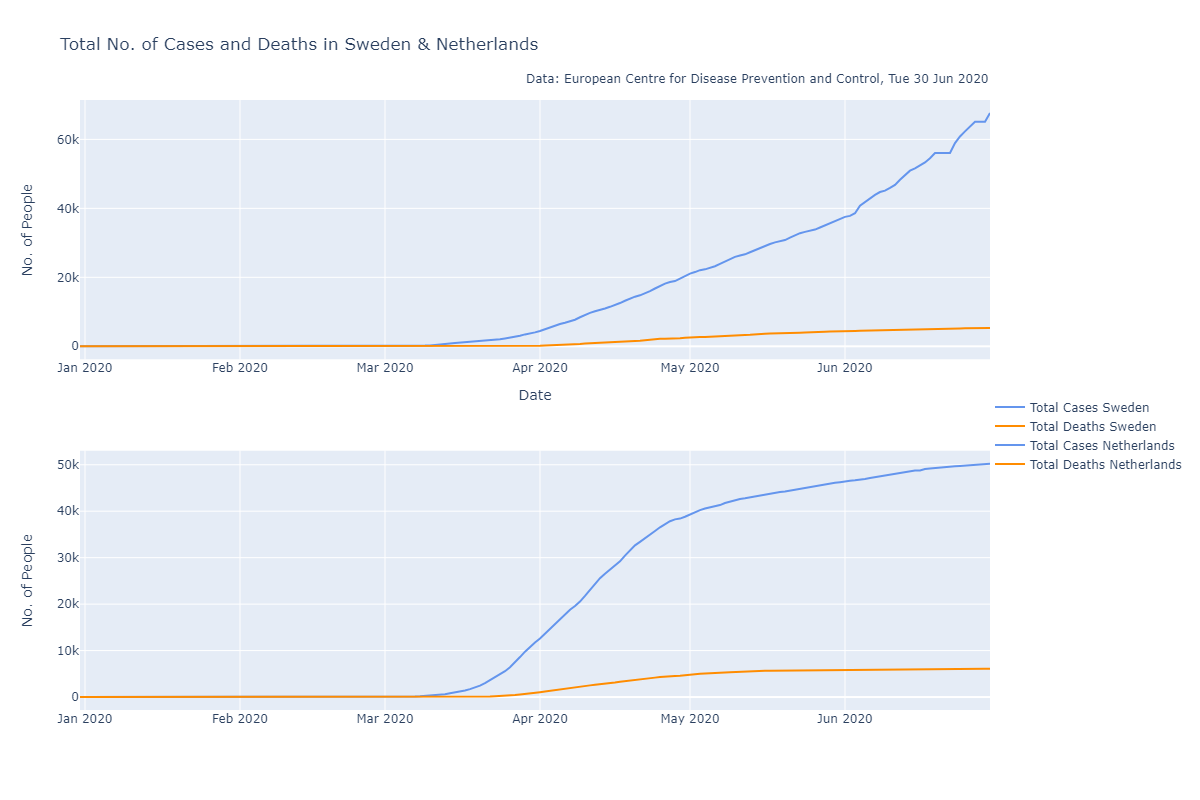 Total No. of Cases and Deaths in Sweden & Netherlands
Data: European Centre for Disease Prevention and Control, Tue 30 Jun 2020
No. of People
60k
40k
20k
0
Jan 2020 Feb 2020 Mar 2020 Apr 2020 May 2020 Jun 2020
Date
Total Cases Sweden
Total Deaths Sweden
Total Cases Netherlands
Total Deaths Netherlands
No. of People
50k
40k
30k
20k
10k
0
Jan 2020 Feb 2020 Mar 2020 Apr 2020 May 2020 Jun 2020